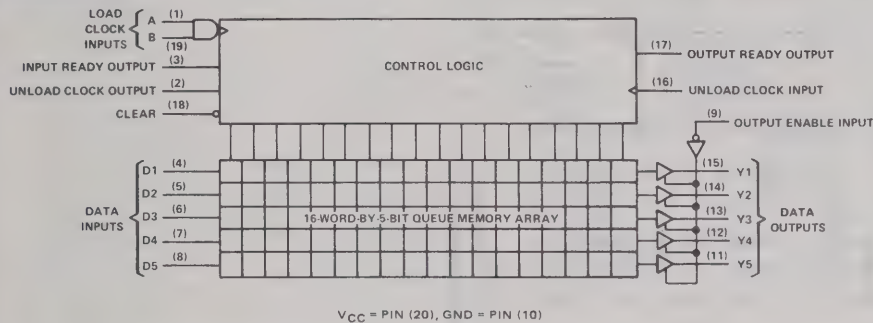 LOAD CLOCK INPUTS
A (1)
B (19)
INPUT READY OUTPUT (3)
UNLOAD CLOCK OUTPUT (2)
CLEAR (18)
CONTROL LOGIC
(17) OUTPUT READY OUTPUT
(16) UNLOAD CLOCK INPUT
(9) OUTPUT ENABLE INPUT
DATA INPUTS
D1 (4)
D2 (5)
D3 (6)
D4 (7)
D5 (8)
16-WORD-BY-5-BIT QUEUE MEMORY ARRAY
(15) Y1
(14) Y2
(13) Y3
(12) Y4
(11) Y5
DATA OUTPUTS
VCC = PIN (20), GND = PIN (10)